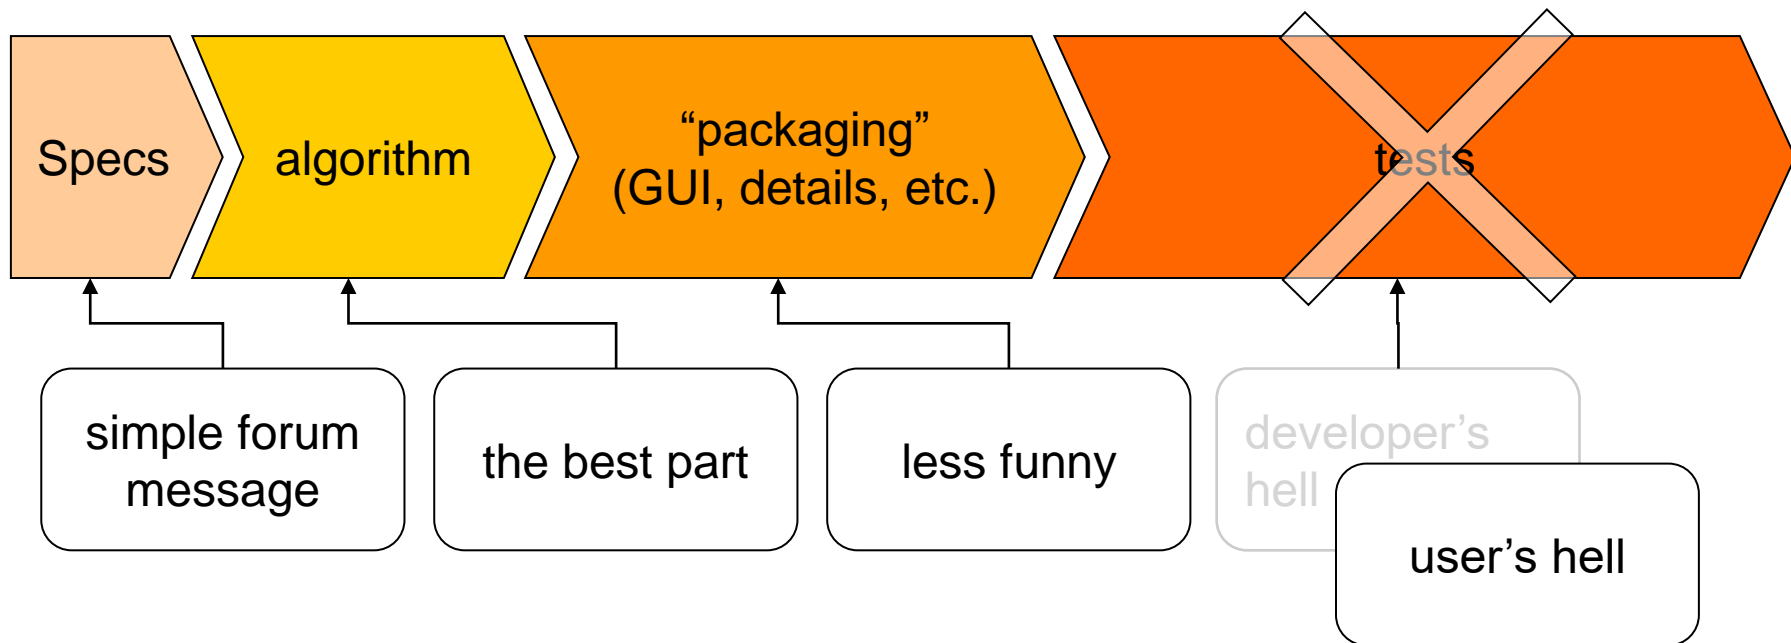 Specs
algorithm
“packaging”
(GUI, details, etc.)
tests
simple forum
message
the best part
less funny
developer’s
hell
user’s hell